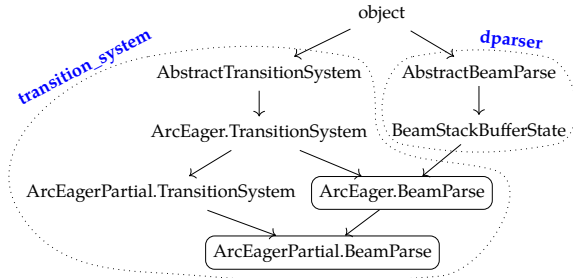 object
transition_system
dparser
AbstractTransitionSystem
AbstractBeamParse
ArcEager.TransitionSystem
BeamStackBufferState
ArcEagerPartial.TransitionSystem
ArcEager.BeamParse
ArcEagerPartial.BeamParse